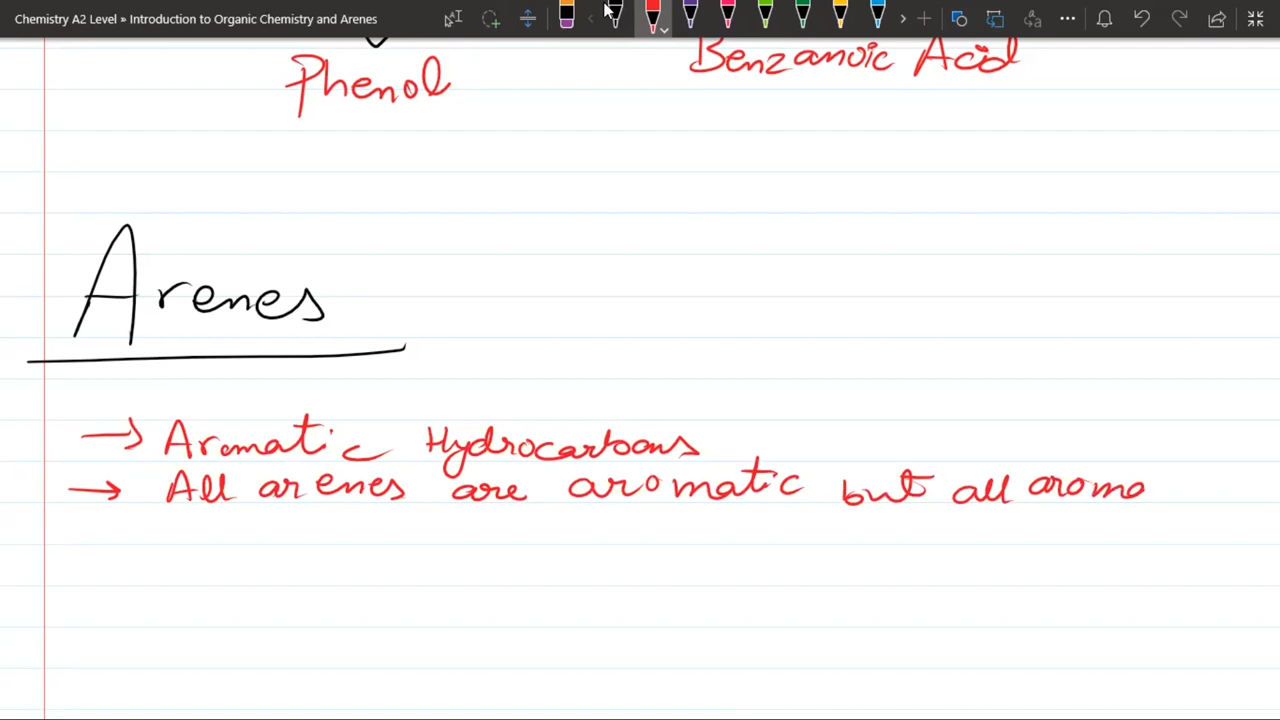 Chemistry A2 Level » Introduction to Organic Chemistry and Arenes
Phenol
Benzanoic Acid
Arenes
→ Aromatic Hydrocarbons
→ All arenes are aromatic but all aroma